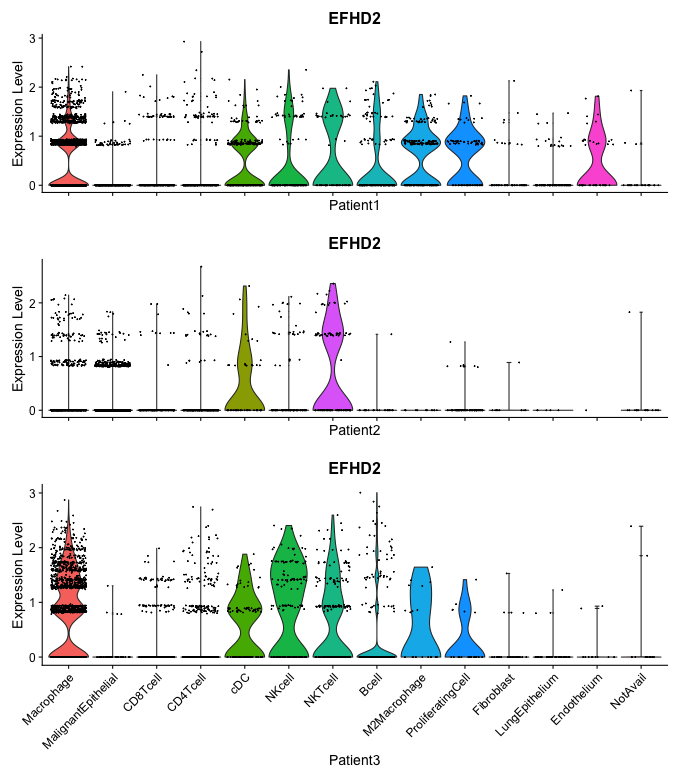 EFHD2
Expression Level
3
2
1
0
Patient1
EFHD2
Expression Level
2
1
0
Patient2
EFHD2
Expression Level
3
2
1
0
Macrophage
MalignantEpithelial
CD8Tcell
CD4Tcell
cDC
NKcell
NKTcell
Bcell
M2Macrophage
ProliferatingCell
Fibroblast
LungEpithelium
Endothelium
NotAvail
Patient3